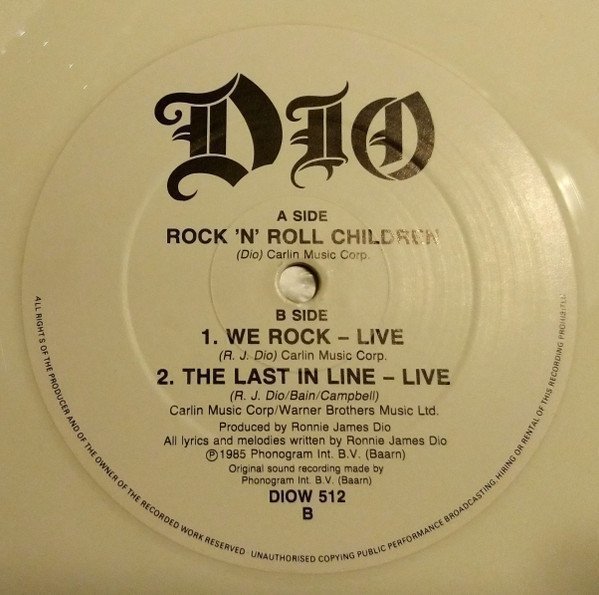 DIO
A SIDE
ROCK 'N' ROLL CHILDREN
(Dio) Carlin Music Corp.
B SIDE
1. WE ROCK – LIVE
(R. J. Dio) Carlin Music Corp.
2. THE LAST IN LINE – LIVE
(R. J. Dio/Bain/Campbell)
Carlin Music Corp/Warner Brothers Music Ltd.
Produced by Ronnie James Dio
All lyrics and melodies written by Ronnie James Dio
Ⓟ1985 Phonogram Int. B.V. (Baarn)
Original sound recording made by
Phonogram Int. B.V. (Baarn)
DIOW 512
B
ALL RIGHTS OF THE PRODUCER AND OF THE OWNER OF THE RECORDED WORK RESERVED UNAUTHORISED COPYING PUBLIC PERFORMANCE BROADCASTING, HIRING OR RENTAL OF THIS RECORDING PROHIBITED